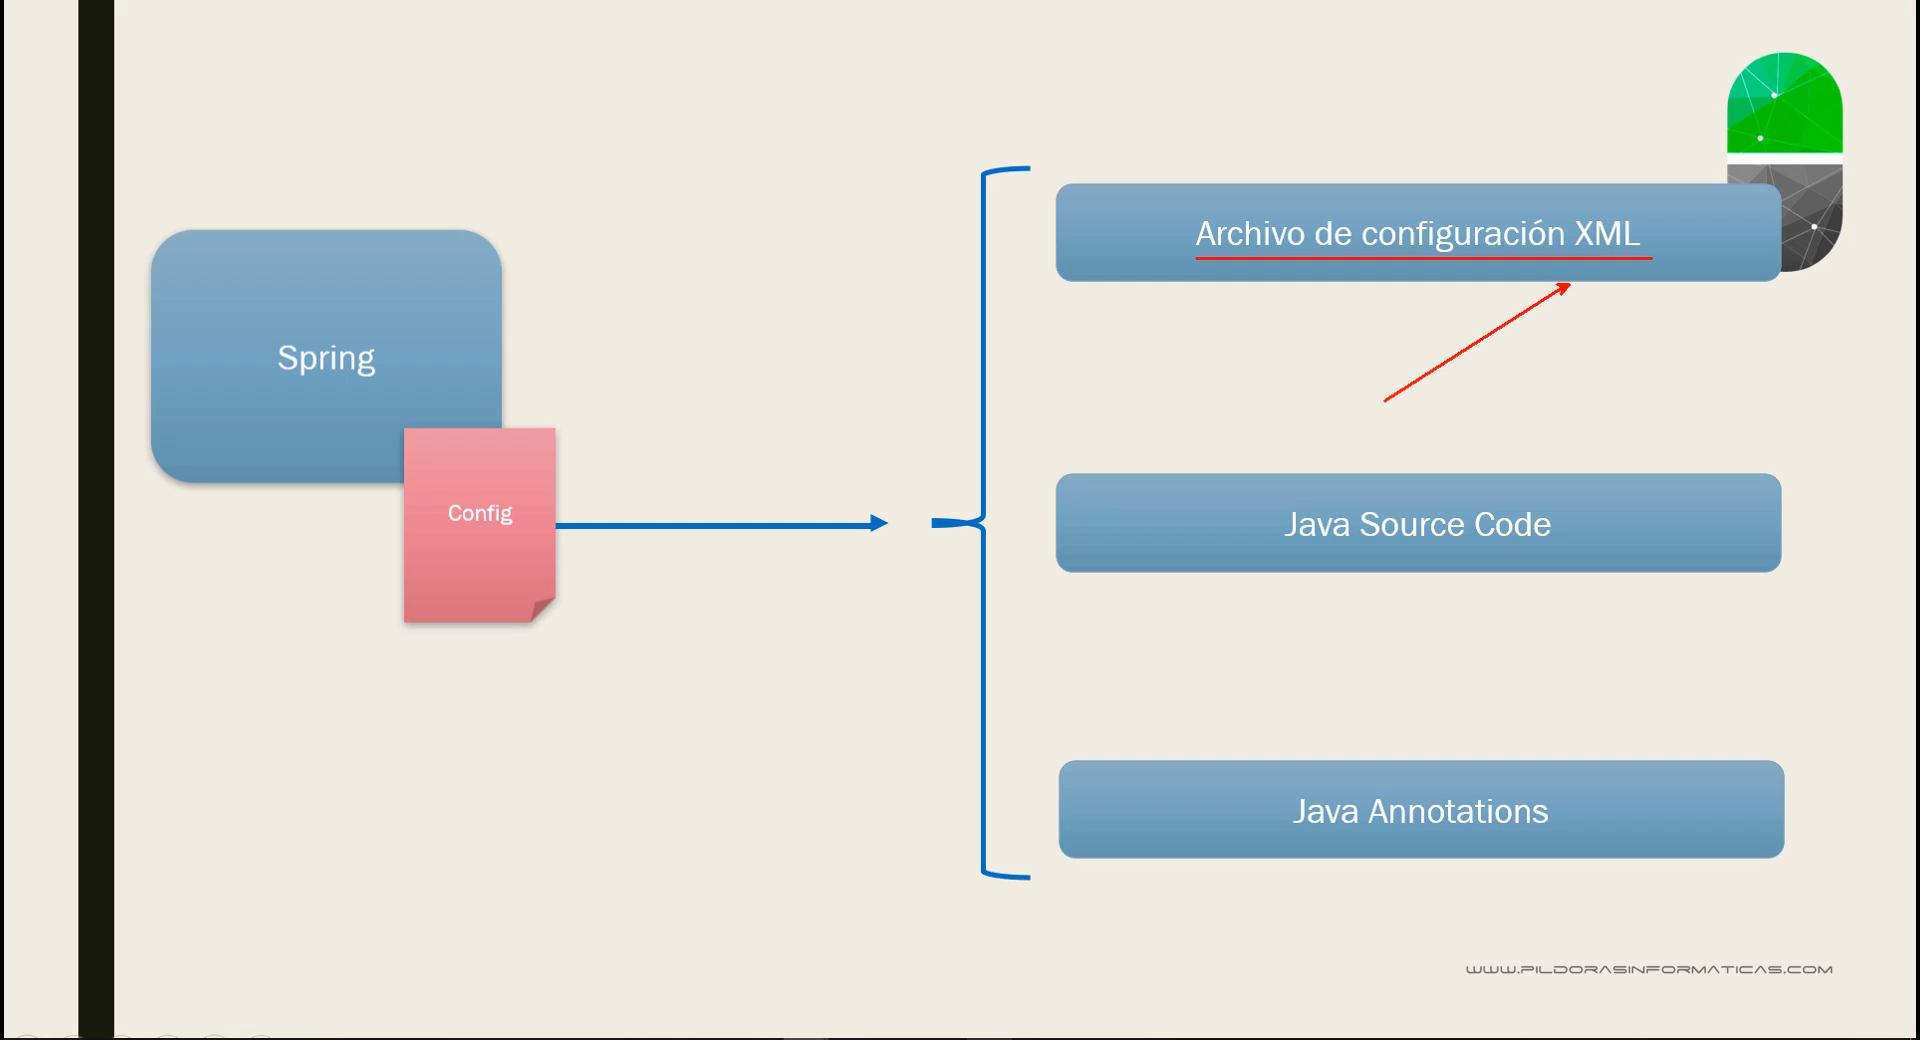 Archivo de configuración XML
Spring
Config
Java Source Code
Java Annotations
WWW.PILDORASINFORMATICAS.COM